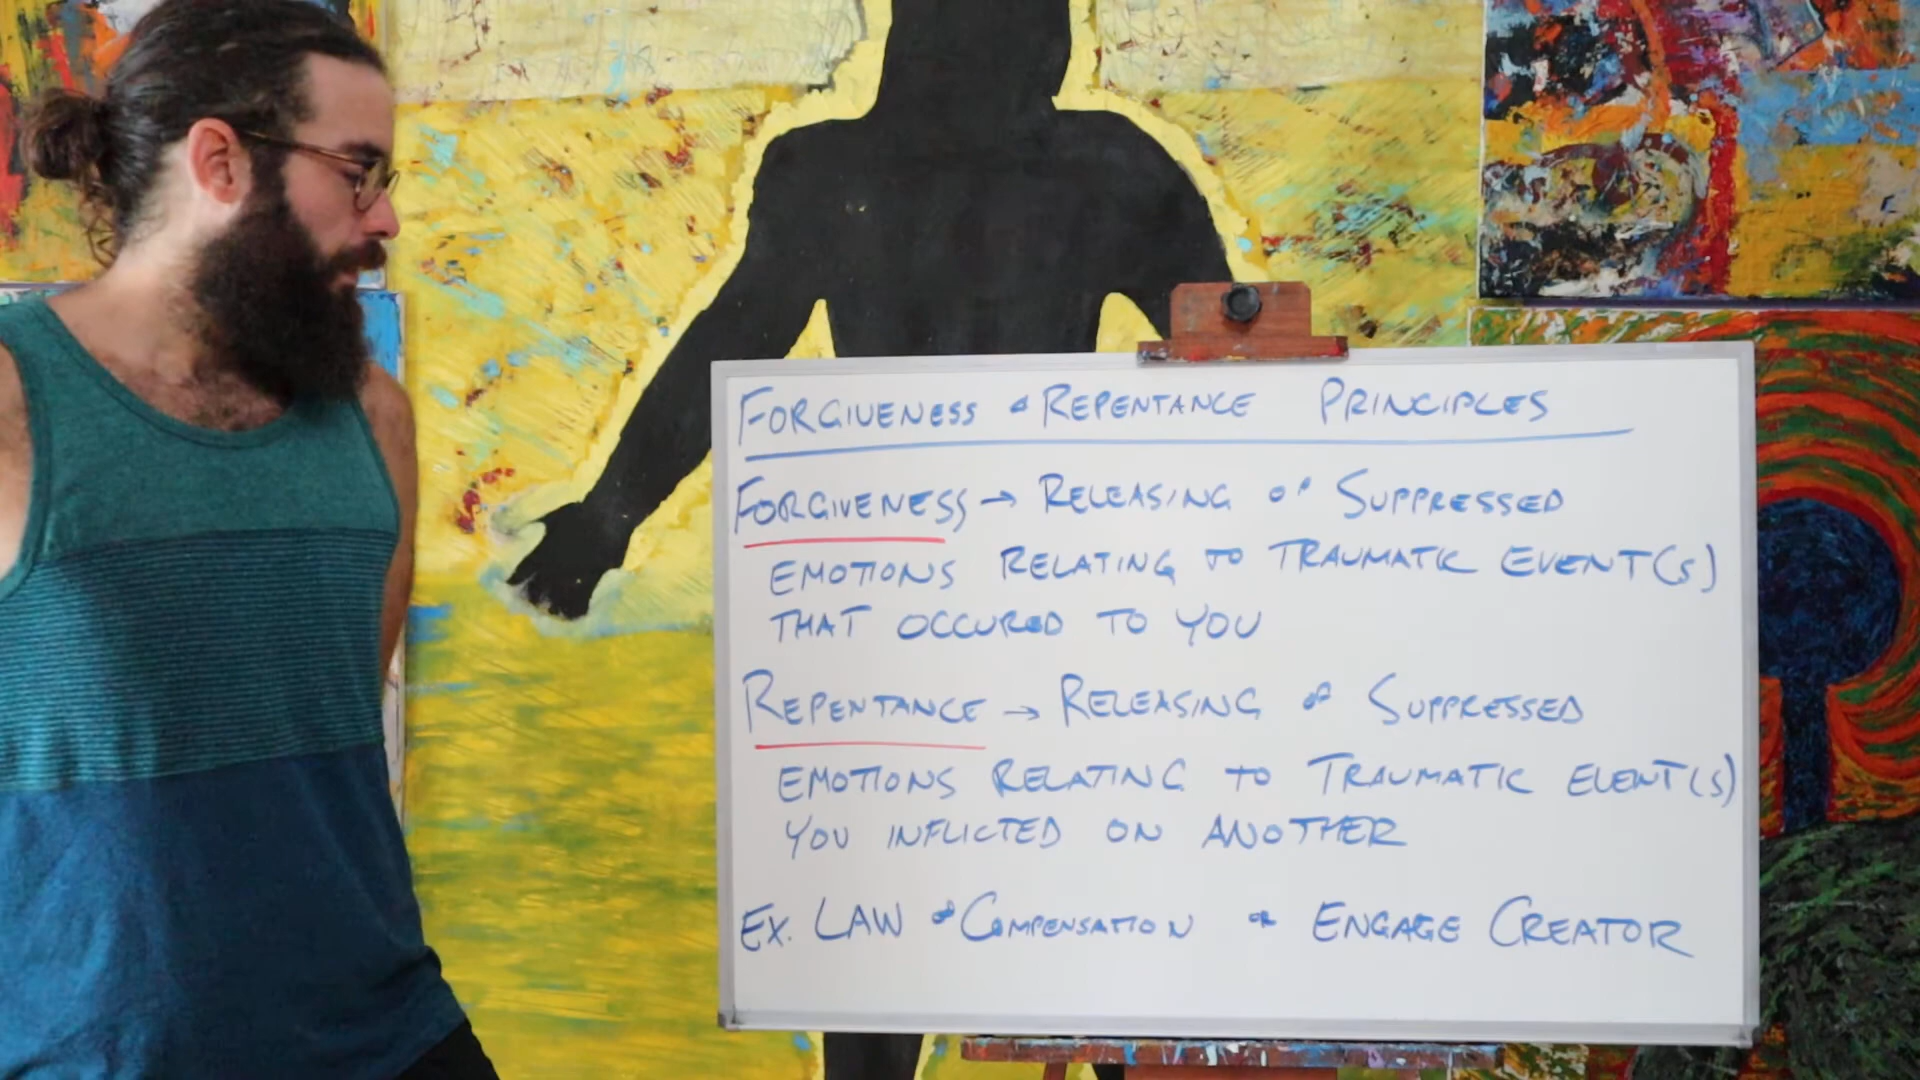 FORGIVENESS & REPENTANCE PRINCIPLES
FORGIVENESS → RELEASING OF SUPPRESSED
EMOTIONS RELATING TO TRAUMATIC EVENT(S)
THAT OCCURED TO YOU
REPENTANCE → RELEASING OF SUPPRESSED
EMOTIONS RELATING TO TRAUMATIC EVENT(S)
YOU INFLICTED ON ANOTHER
EX. LAW OF COMPENSATION OR ENGAGE CREATOR